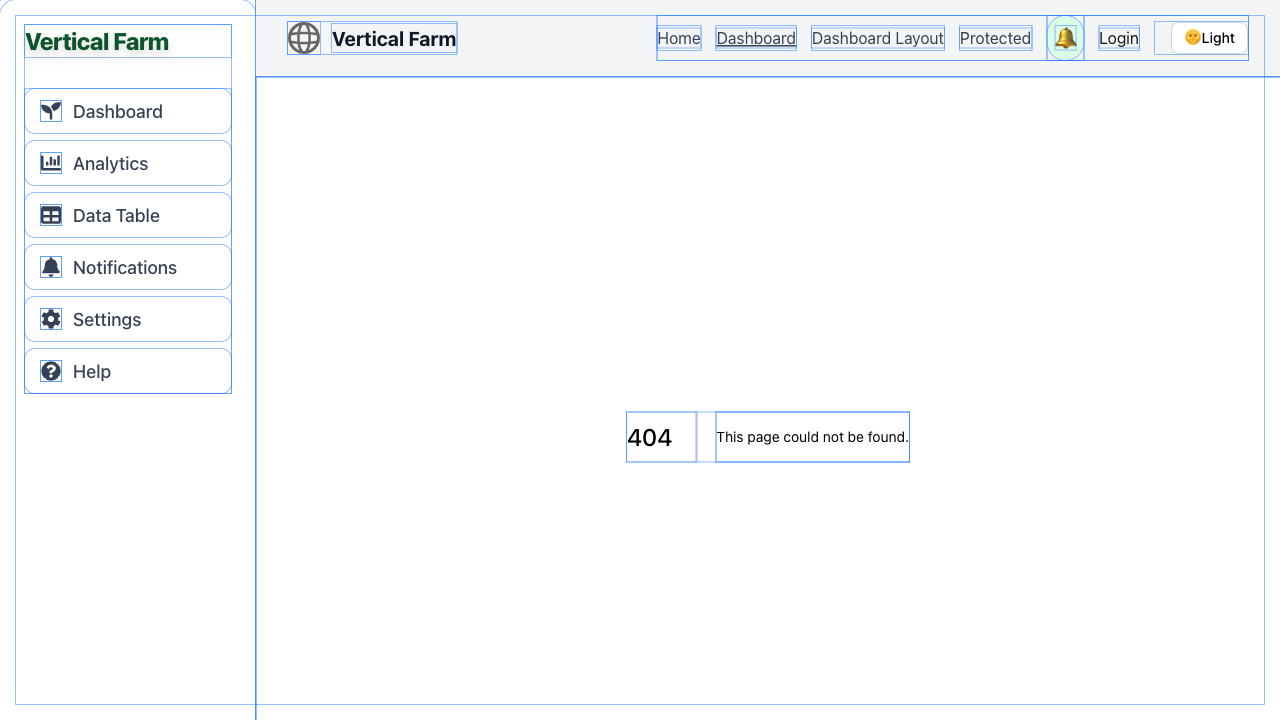 Vertical Farm
Dashboard
Analytics
Data Table
Notifications
Settings
Help
Vertical Farm
Home
Dashboard
Dashboard Layout
Protected
Login
Light
404
This page could not be found.